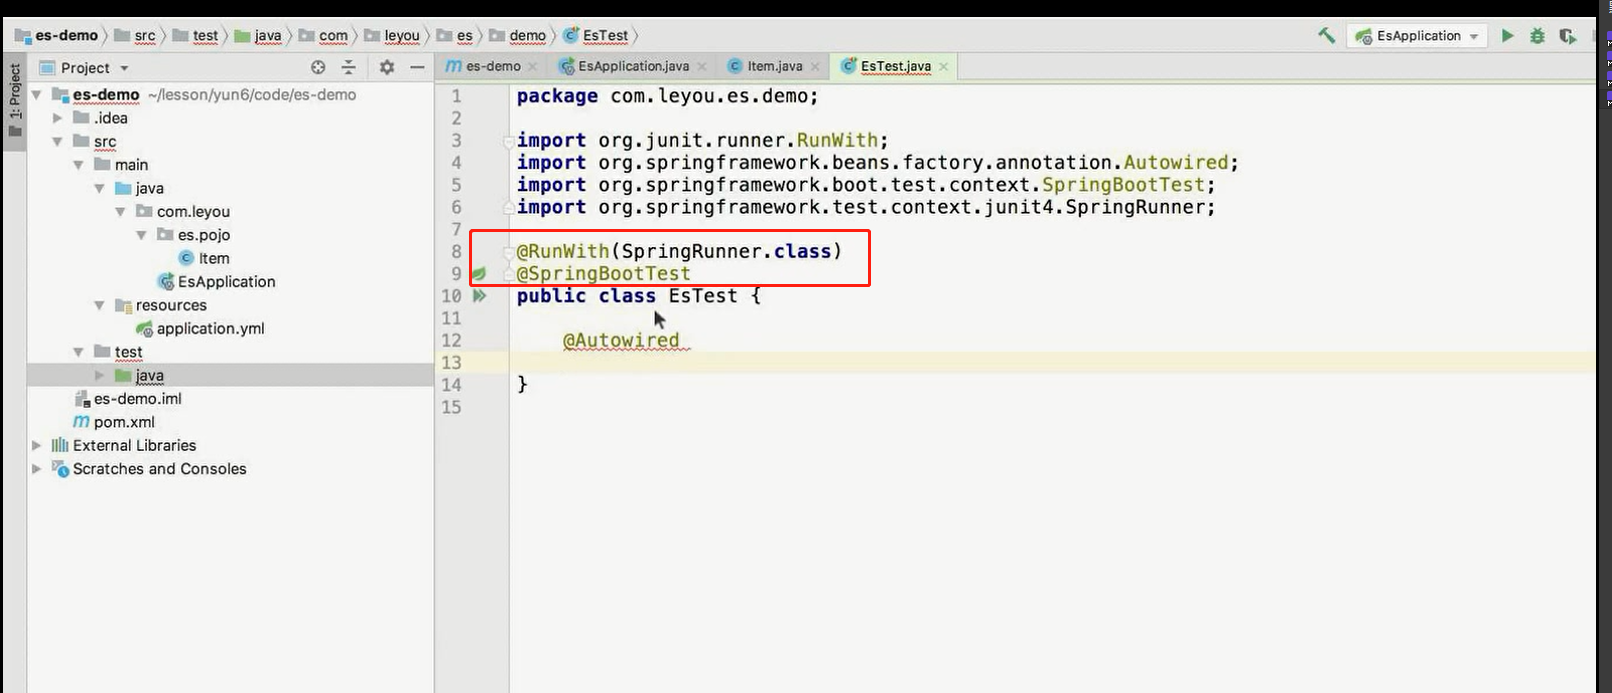 es-demo src test java com leyou es demo EsTest EsApplication
1: Project
Project
es-demo EsApplication.java Item.java EsTest.java
es-demo ~/lesson/yun6/code/es-demo
.idea
src
main
java
com.leyou
es.pojo
Item
EsApplication
resources
application.yml
test
java
es-demo.iml
pom.xml
External Libraries
Scratches and Consoles
1 package com.leyou.es.demo;
2
3 import org.junit.runner.RunWith;
4 import org.springframework.beans.factory.annotation.Autowired;
5 import org.springframework.boot.test.context.SpringBootTest;
6 import org.springframework.test.context.junit4.SpringRunner;
7
8 @RunWith(SpringRunner.class)
9 @SpringBootTest
10 public class EsTest {
11
12 @Autowired
13
14 }
15